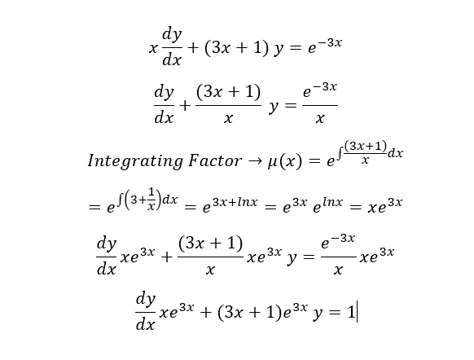 x dy/dx + (3x + 1) y = e^{-3x}
dy/dx + (3x + 1)/x y = e^{-3x}/x
Integrating Factor → μ(x) = e^{∫(3x+1)/x dx}
= e^{∫(3+1/x)dx} = e^{3x+lnx} = e^{3x} e^{lnx} = xe^{3x}
dy/dx xe^{3x} + (3x + 1)/x xe^{3x} y = e^{-3x}/x xe^{3x}
dy/dx xe^{3x} + (3x + 1)e^{3x} y = 1